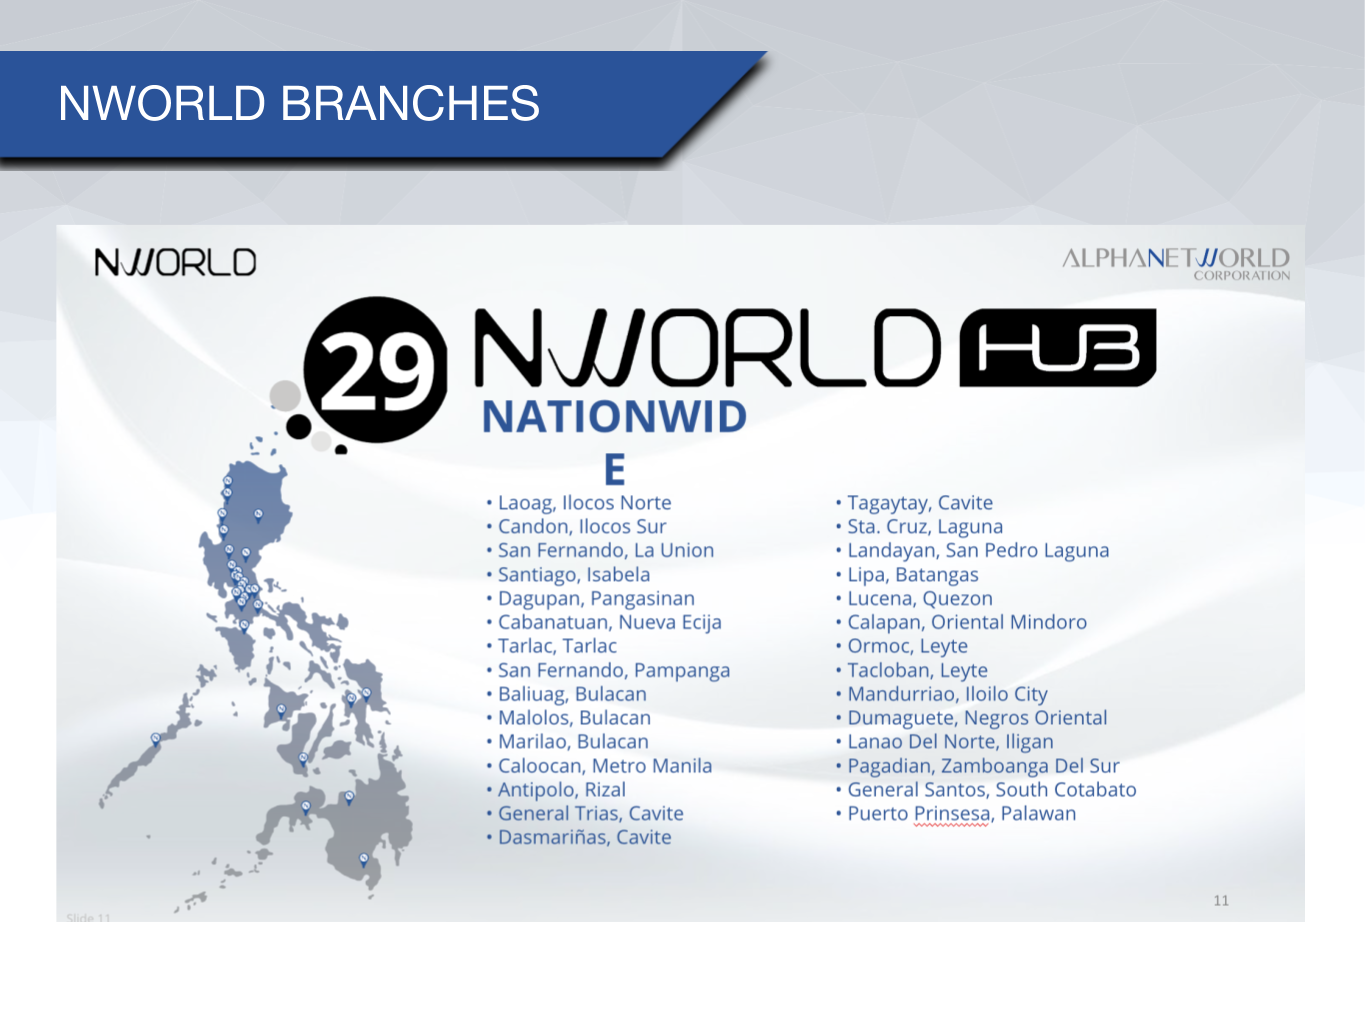 NWORLD BRANCHES
NWORLD
ALPHANETWORLD
CORPORATION
29
NWORLD HUB
NATIONWID
E
• Laoag, Ilocos Norte
• Candon, Ilocos Sur
• San Fernando, La Union
• Santiago, Isabela
• Dagupan, Pangasinan
• Cabanatuan, Nueva Ecija
• Tarlac, Tarlac
• San Fernando, Pampanga
• Baliuag, Bulacan
• Malolos, Bulacan
• Marilao, Bulacan
• Caloocan, Metro Manila
• Antipolo, Rizal
• General Trias, Cavite
• Dasmariñas, Cavite
• Tagaytay, Cavite
• Sta. Cruz, Laguna
• Landayan, San Pedro Laguna
• Lipa, Batangas
• Lucena, Quezon
• Calapan, Oriental Mindoro
• Ormoc, Leyte
• Tacloban, Leyte
• Mandurriao, Iloilo City
• Dumaguete, Negros Oriental
• Lanao Del Norte, Iligan
• Pagadian, Zamboanga Del Sur
• General Santos, South Cotabato
• Puerto Prinsesa, Palawan
11
Slide 11